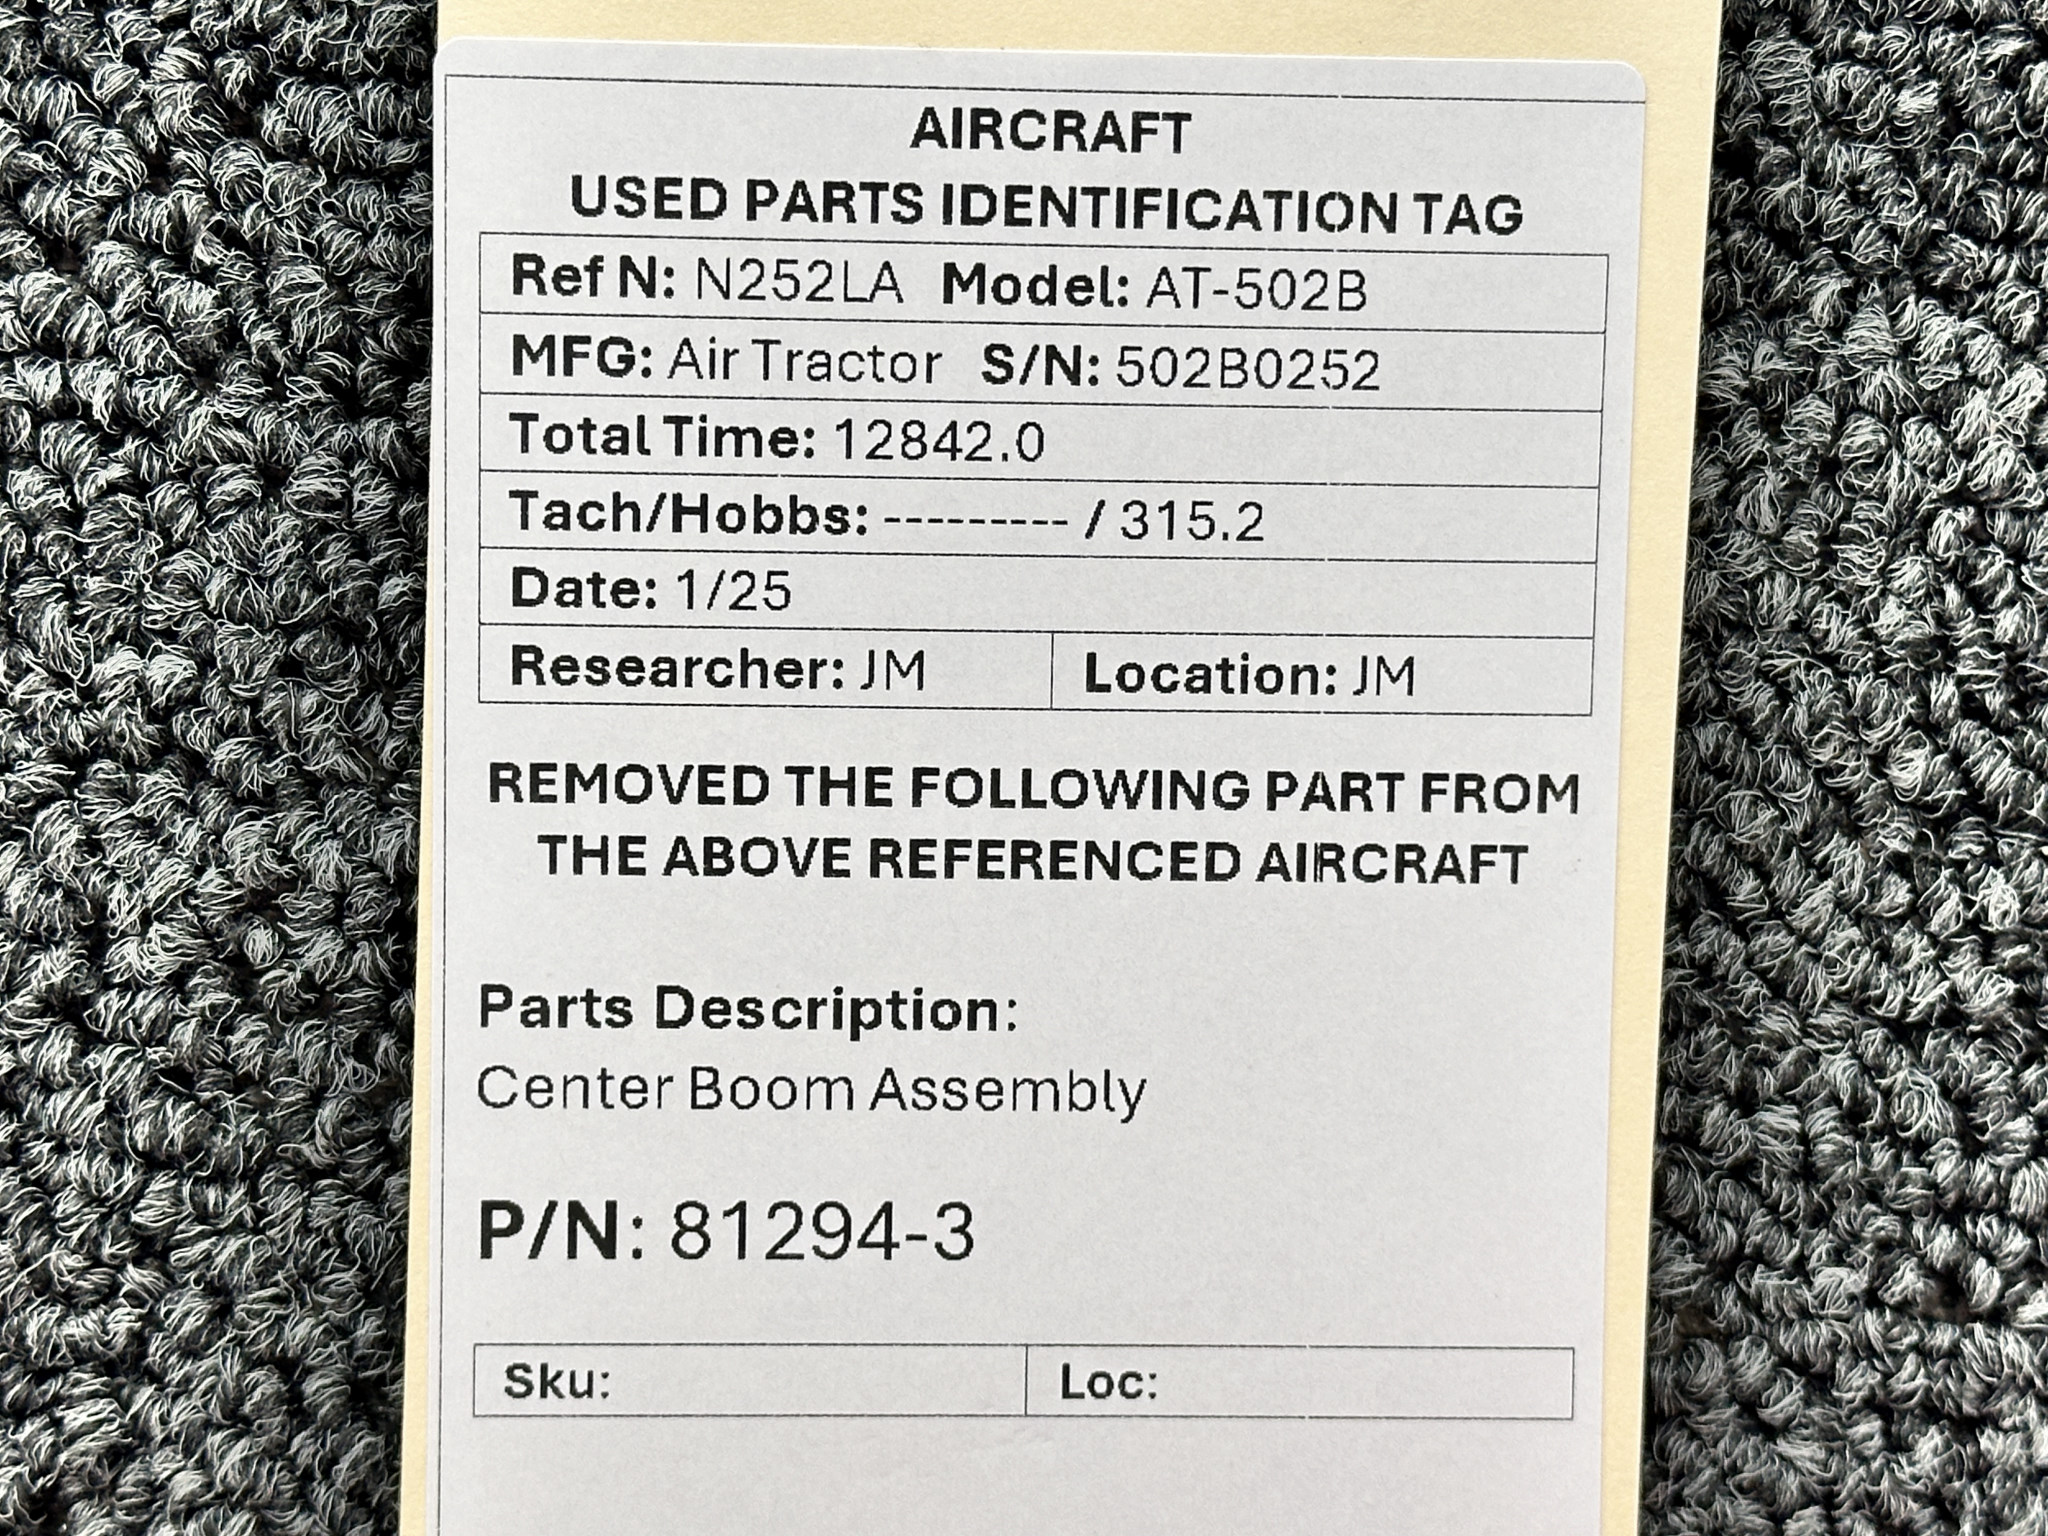 AIRCRAFT
USED PARTS IDENTIFICATION TAG
Ref N: N252LA Model: AT-502B
MFG: Air Tractor S/N: 502B0252
Total Time: 12842.0
Tach/Hobbs: --------- / 315.2
Date: 1/25
Researcher: JM Location: JM
REMOVED THE FOLLOWING PART FROM
THE ABOVE REFERENCED AIRCRAFT
Parts Description:
Center Boom Assembly
P/N: 81294-3
Sku: Loc: